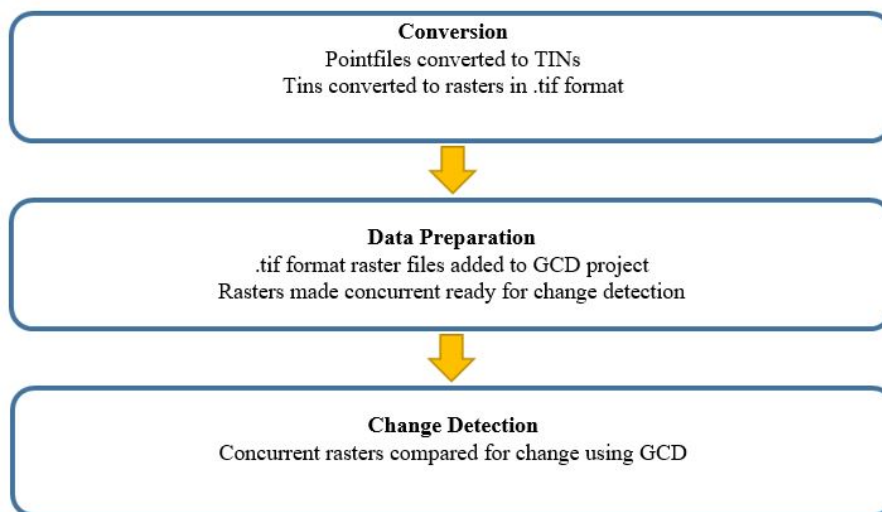 Conversion
Pointfiles converted to TINs
Tins converted to rasters in .tif format
Data Preparation
.tif format raster files added to GCD project
Rasters made concurrent ready for change detection
Change Detection
Concurrent rasters compared for change using GCD